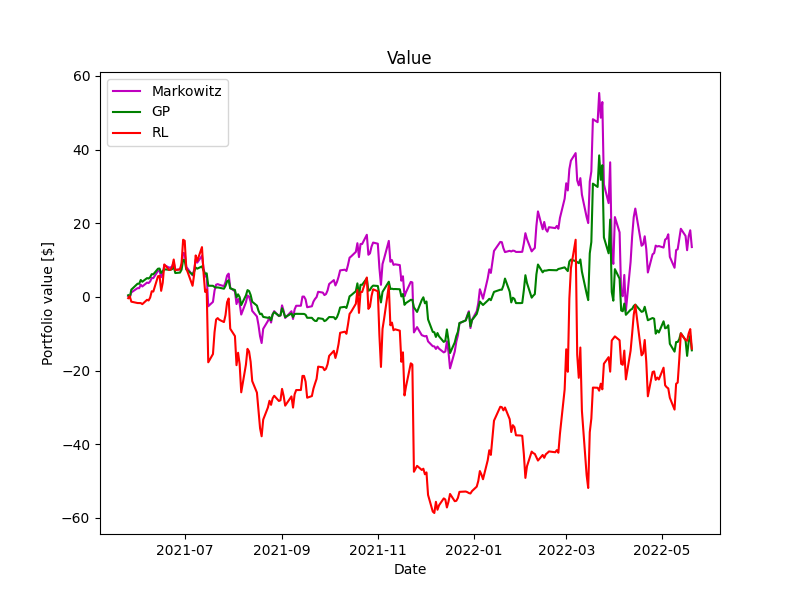 Value
Markowitz
GP
RL
Portfolio value [$]
60
40
20
0
−20
−40
−60
2021-07 2021-09 2021-11 2022-01 2022-03 2022-05
Date